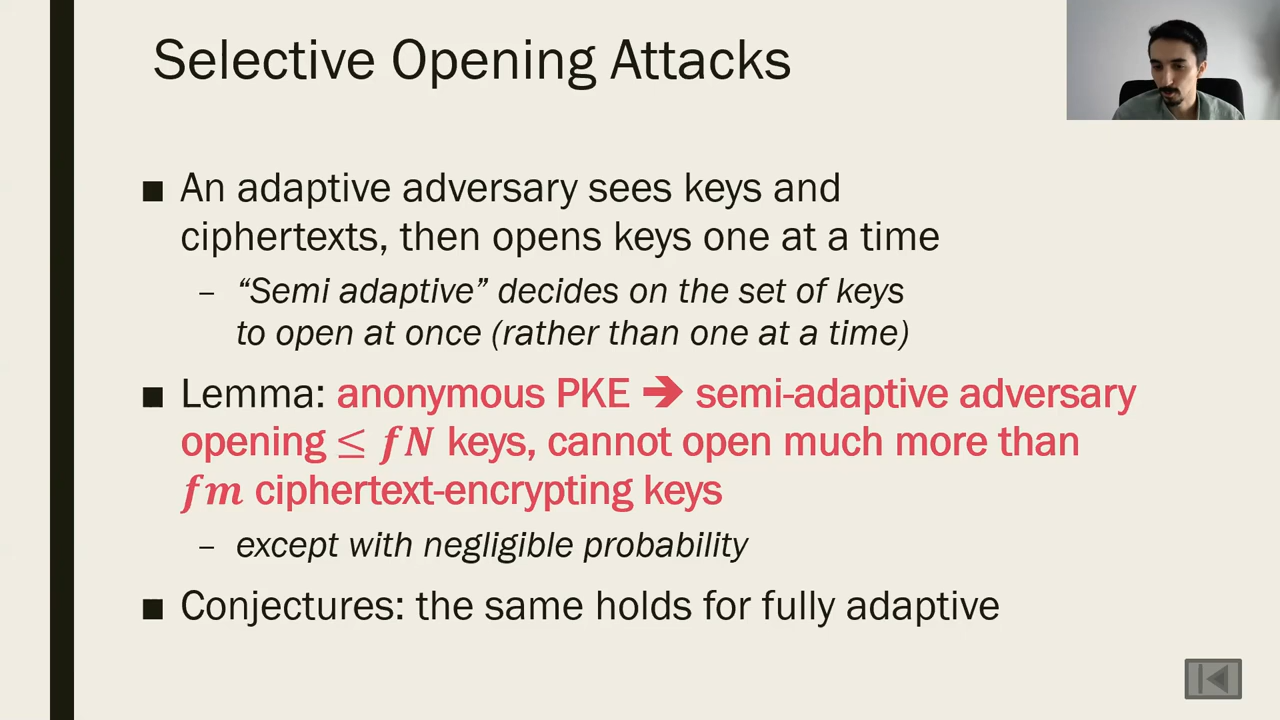 Selective Opening Attacks
■ An adaptive adversary sees keys and
ciphertexts, then opens keys one at a time
– “Semi adaptive” decides on the set of keys
to open at once (rather than one at a time)
■ Lemma: anonymous PKE ➔ semi-adaptive adversary
opening ≤ fN keys, cannot open much more than
fm ciphertext-encrypting keys
– except with negligible probability
■ Conjectures: the same holds for fully adaptive